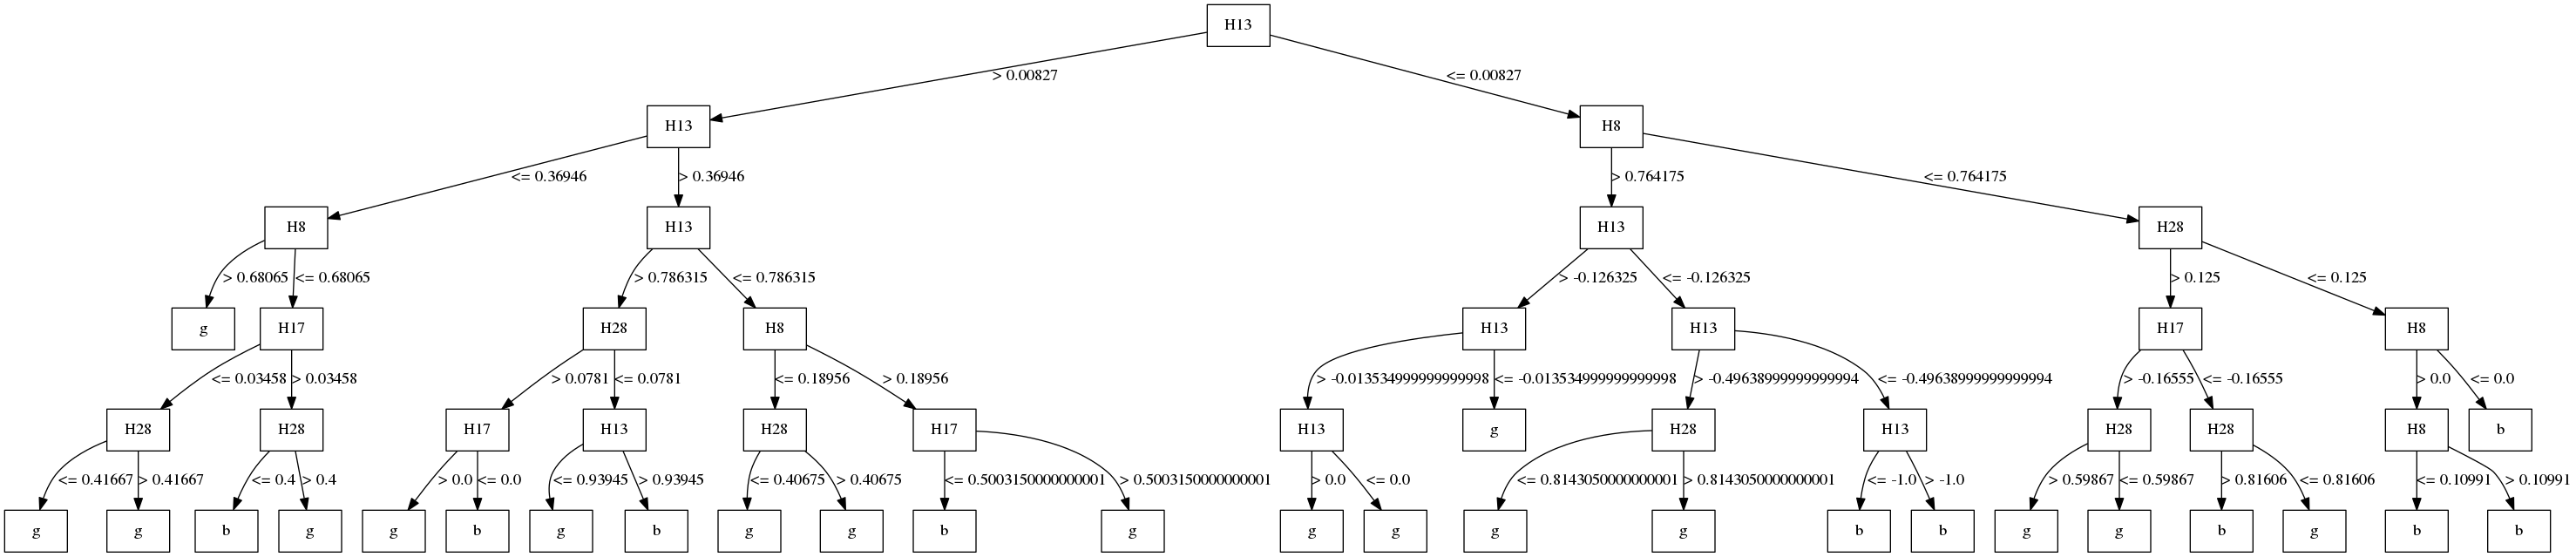 H13
> 0.00827 <= 0.00827
H13 H8
<= 0.36946 > 0.36946 > 0.764175 <= 0.764175
H8 H13 H13 H28
> 0.68065 <= 0.68065 > 0.786315 <= 0.786315 > -0.126325 <= -0.126325 > 0.125 <= 0.125
g H17 H28 H8 H13 H13 H17 H8
<= 0.03458 > 0.03458 > 0.0781 <= 0.0781 <= 0.18956 > 0.18956 > -0.013534999999999998 <= -0.013534999999999998 > -0.49638999999999994 <= -0.49638999999999994 > -0.16555 <= -0.16555 > 0.0 <= 0.0
H28 H28 H17 H13 H28 H17 H13 g H28 H13 H28 H28 H8 b
<= 0.41667 > 0.41667 <= 0.4 > 0.4 > 0.0 <= 0.0 <= 0.93945 > 0.93945 <= 0.40675 > 0.40675 <= 0.5003150000000001 > 0.5003150000000001 > 0.0 <= 0.0 <= 0.8143050000000001 > 0.8143050000000001 <= -1.0 > -1.0 > 0.59867 <= 0.59867 > 0.81606 <= 0.81606 <= 0.10991 > 0.10991
g g b g g b g b g g b g g g g g b b g g b g b b